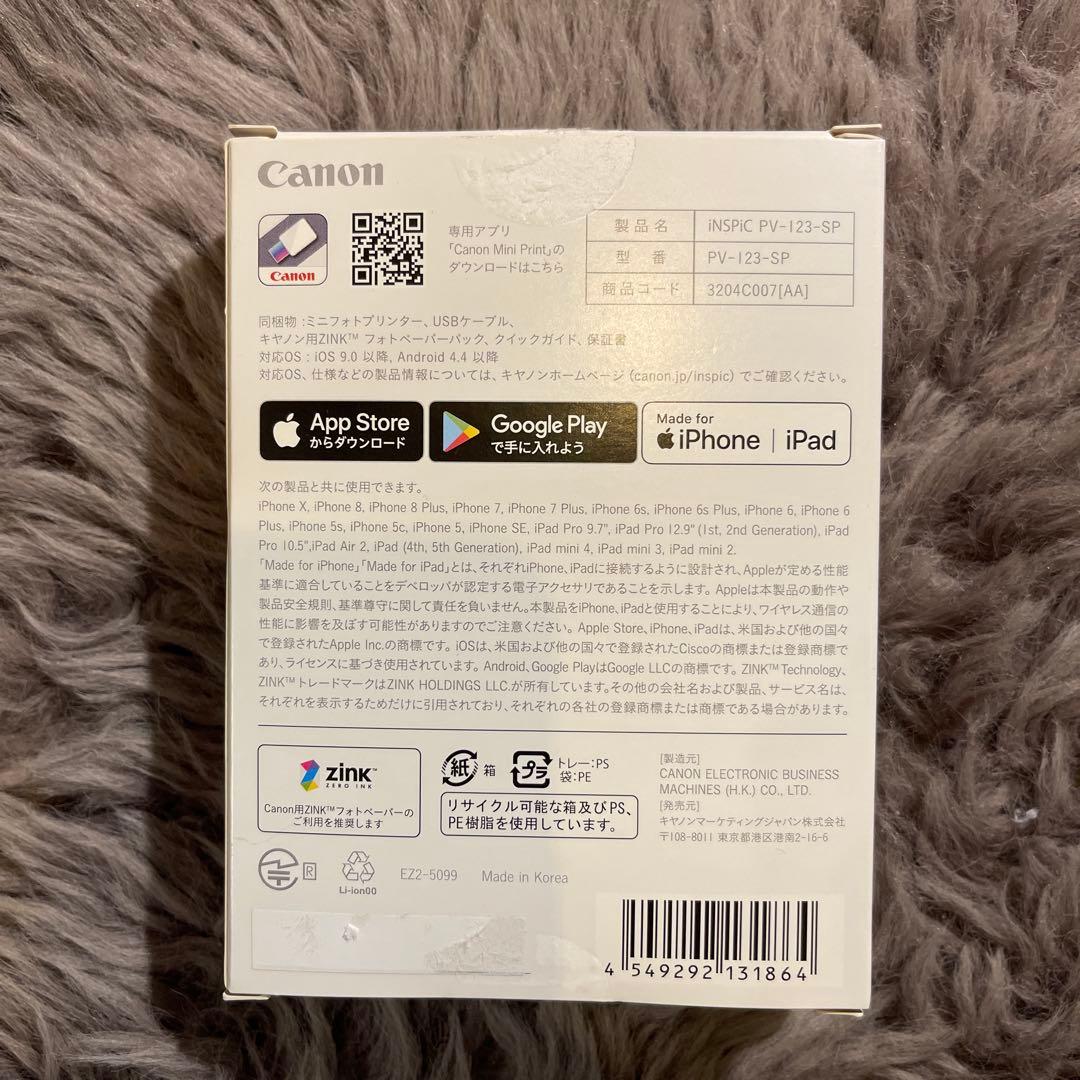 Canon
Canon
専用アプリ
「Canon Mini Print」の
ダウンロードはこちら
製品名 iNSPiC PV-123-SP
型番 PV-123-SP
商品コード 3204C007[AA]
同梱物 : ミニフォトプリンター、USBケーブル、
キヤノン用ZINK™ フォトペーパーパック、クイックガイド、保証書
対応OS : iOS 9.0 以降, Android 4.4 以降
対応OS、仕様などの製品情報については、キヤノンホームページ (canon.jp/inspic) でご確認ください。
App Store
からダウンロード
Google Play
で手に入れよう
Made for
iPhone | iPad
次の製品と共に使用できます。
iPhone X, iPhone 8, iPhone 8 Plus, iPhone 7, iPhone 7 Plus, iPhone 6s, iPhone 6s Plus, iPhone 6, iPhone 6
Plus, iPhone 5s, iPhone 5c, iPhone 5, iPhone SE, iPad Pro 9.7", iPad Pro 12.9" (1st, 2nd Generation), iPad
Pro 10.5",iPad Air 2, iPad (4th, 5th Generation), iPad mini 4, iPad mini 3, iPad mini 2.
「Made for iPhone」「Made for iPad」とは、それぞれiPhone、iPadに接続するように設計され、Appleが定める性能
基準に適合していることをデベロッパが認定する電子アクセサリであることを示します。Appleは本製品の動作や
製品安全規則、基準尊守に関して責任を負いません。本製品をiPhone、iPadと使用することにより、ワイヤレス通信の
性能に影響を及ぼす可能性がありますのでご注意ください。Apple Store、iPhone、iPadは、米国および他の国々
で登録されたApple Inc.の商標です。iOSは、米国および他の国々で登録されたCiscoの商標または登録商標で
あり、ライセンスに基づき使用されています。Android、Google PlayはGoogle LLCの商標です。ZINK™ Technology、
ZINK™ トレードマークはZINK HOLDINGS LLC.が所有しています。その他の会社名および製品、サービス名は、
それぞれを表示するためだけに引用されており、それぞれの各社の登録商標または商標である場合があります。
ZINK™
ZERO INK
Canon用ZINK™フォトペーパーの
ご利用を推奨します
紙 箱
プラ
トレー:PS
袋:PE
リサイクル可能な箱及びPS、
PE樹脂を使用しています。
[製造元]
CANON ELECTRONIC BUSINESS
MACHINES (H.K.) CO., LTD.
[発売元]
キヤノンマーケティングジャパン株式会社
〒108-8011 東京都港区港南2-16-6
R
Li-ion00
EZ2-5099
Made in Korea
4 549292 131864